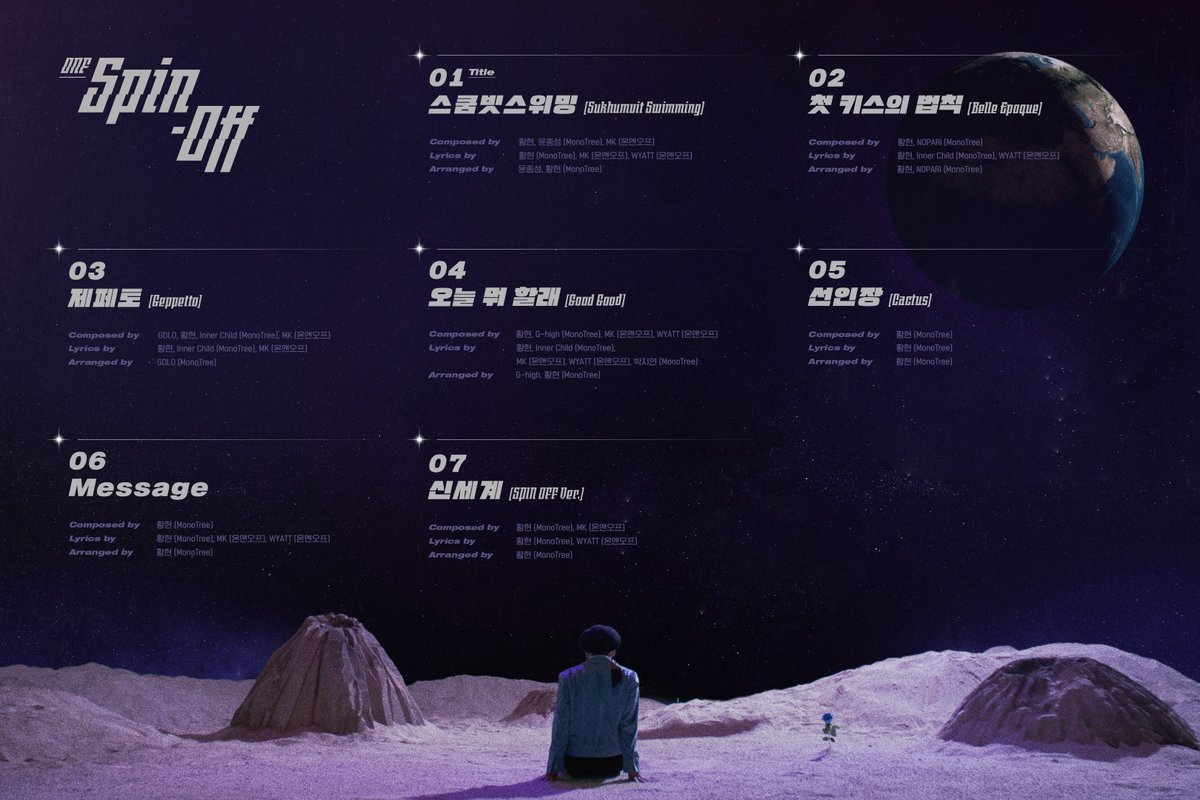 ONF
Spin
-Off
01 Title
스쿰빗스위밍 (Sukhumvit Swimming)
Composed by 황현, 윤종성 (MonoTree), MK (온앤오프)
Lyrics by 황현 (MonoTree), MK (온앤오프), WYATT (온앤오프)
Arranged by 윤종성, 황현 (MonoTree)
02
첫 키스의 법칙 (Belle Epoque)
Composed by 황현, NOPARI (MonoTree)
Lyrics by 황현, Inner Child (MonoTree), WYATT (온앤오프)
Arranged by 황현, NOPARI (MonoTree)
03
제페토 (Geppetto)
Composed by GDLO, 황현, Inner Child (MonoTree), MK (온앤오프)
Lyrics by 황현, Inner Child (MonoTree), MK (온앤오프)
Arranged by GDLO (MonoTree)
04
오늘 뭐 할래 (Good Good)
Composed by 황현, G-high (MonoTree), MK (온앤오프), WYATT (온앤오프)
Lyrics by 황현, Inner Child (MonoTree),
MK (온앤오프), WYATT (온앤오프), 박지연 (MonoTree)
Arranged by G-high, 황현 (MonoTree)
05
선인장 (Cactus)
Composed by 황현 (MonoTree)
Lyrics by 황현 (MonoTree)
Arranged by 황현 (MonoTree)
06
Message
Composed by 황현 (MonoTree)
Lyrics by 황현 (MonoTree), MK (온앤오프), WYATT (온앤오프)
Arranged by 황현 (MonoTree)
07
신세계 (SPIN OFF Ver.)
Composed by 황현 (MonoTree), MK (온앤오프)
Lyrics by 황현 (MonoTree), WYATT (온앤오프)
Arranged by 황현 (MonoTree)